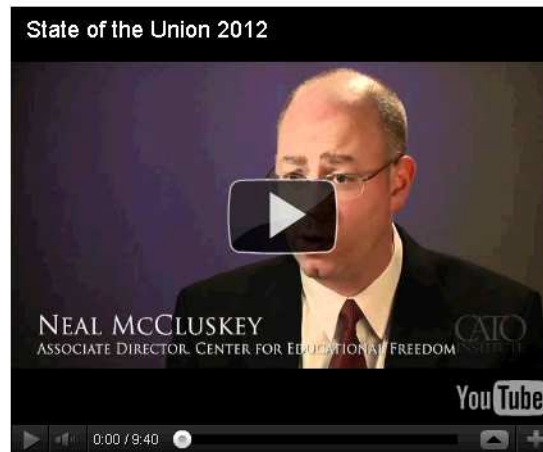 State of the Union 2012
NEAL MCCLUSKEY
ASSOCIATE DIRECTOR, CENTER FOR EDUCATIONAL FREEDOM
CATO
INSTITUTE
YouTube
0:00 / 9:40